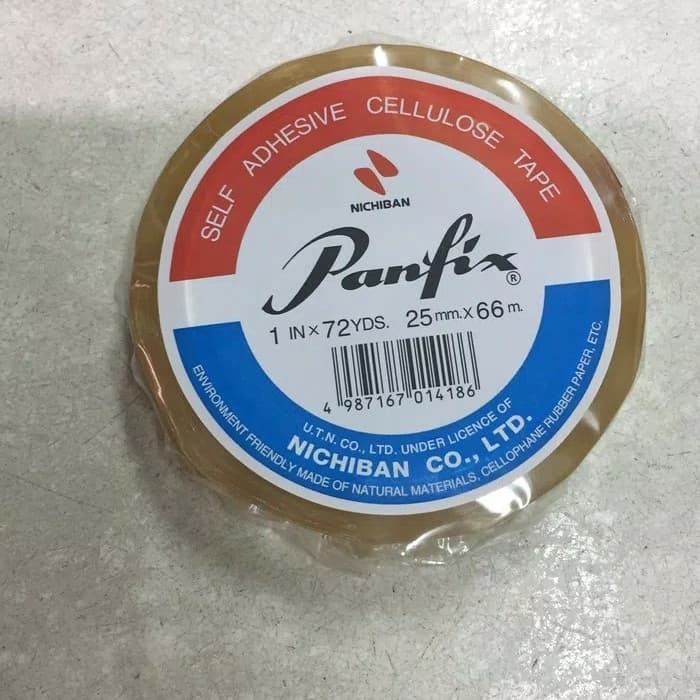 SELF ADHESIVE CELLULOSE TAPE
NICHIBAN
Panfix®
1 IN x 72YDS. 25mm. x 66 m.
4 987167 014186
U.T.N. CO., LTD. UNDER LICENCE OF
NICHIBAN CO., LTD.
ENVIRONMENT FRIENDLY MADE OF NATURAL MATERIALS, CELLOPHANE RUBBER PAPER, ETC.